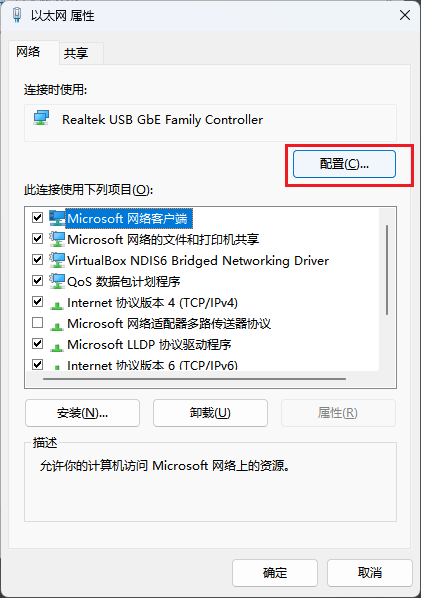 以太网 属性
网络
共享
连接时使用:
Realtek USB GbE Family Controller
配置(C)...
此连接使用下列项目(O):
Microsoft 网络客户端
Microsoft 网络的文件和打印机共享
VirtualBox NDIS6 Bridged Networking Driver
QoS 数据包计划程序
Internet 协议版本 4 (TCP/IPv4)
Microsoft 网络适配器多路传送器协议
Microsoft LLDP 协议驱动程序
Internet 协议版本 6 (TCP/IPv6)
安装(N)...
卸载(U)
属性(R)
描述
允许你的计算机访问 Microsoft 网络上的资源。
确定
取消